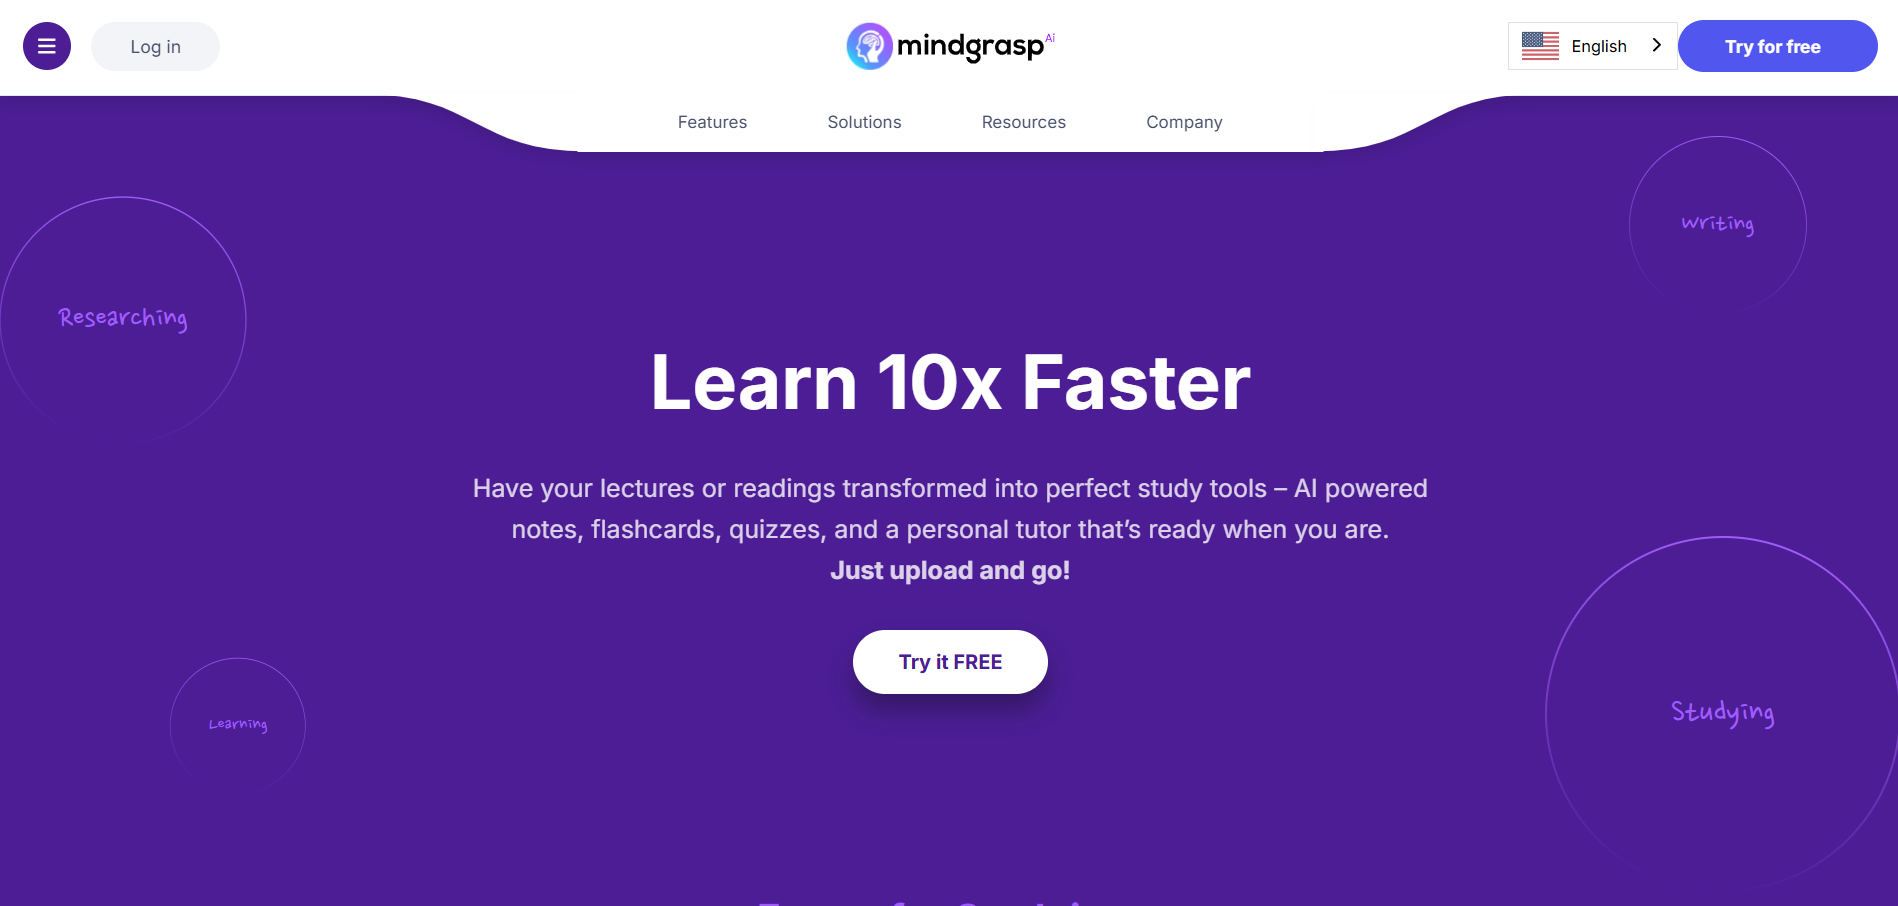 Log in
mindgrasp Ai
English
Try for free
Features
Solutions
Resources
Company
Writing
Researching
Learn 10x Faster
Have your lectures or readings transformed into perfect study tools – AI powered
notes, flashcards, quizzes, and a personal tutor that’s ready when you are.
Just upload and go!
Try it FREE
Studying
Learning